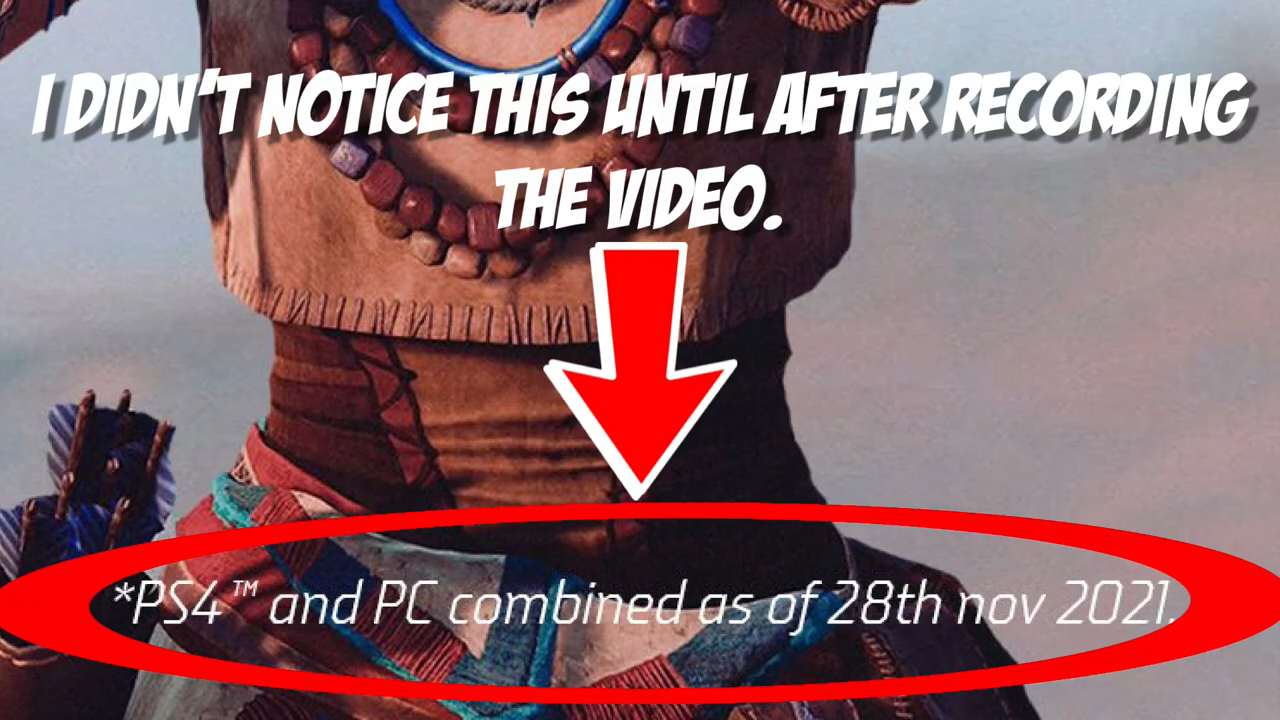 I DIDN'T NOTICE THIS UNTIL AFTER RECORDING
THE VIDEO.
*PS4™ and PC combined as of 28th nov 2021.